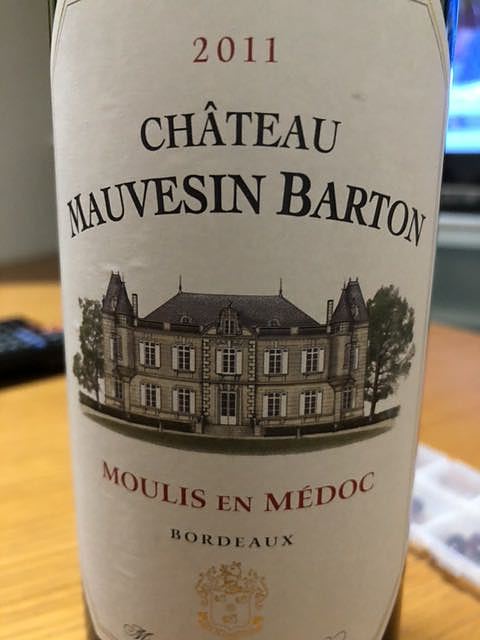 2011
CHÂTEAU
MAUVESIN BARTON
MOULIS EN MÉDOC
BORDEAUX